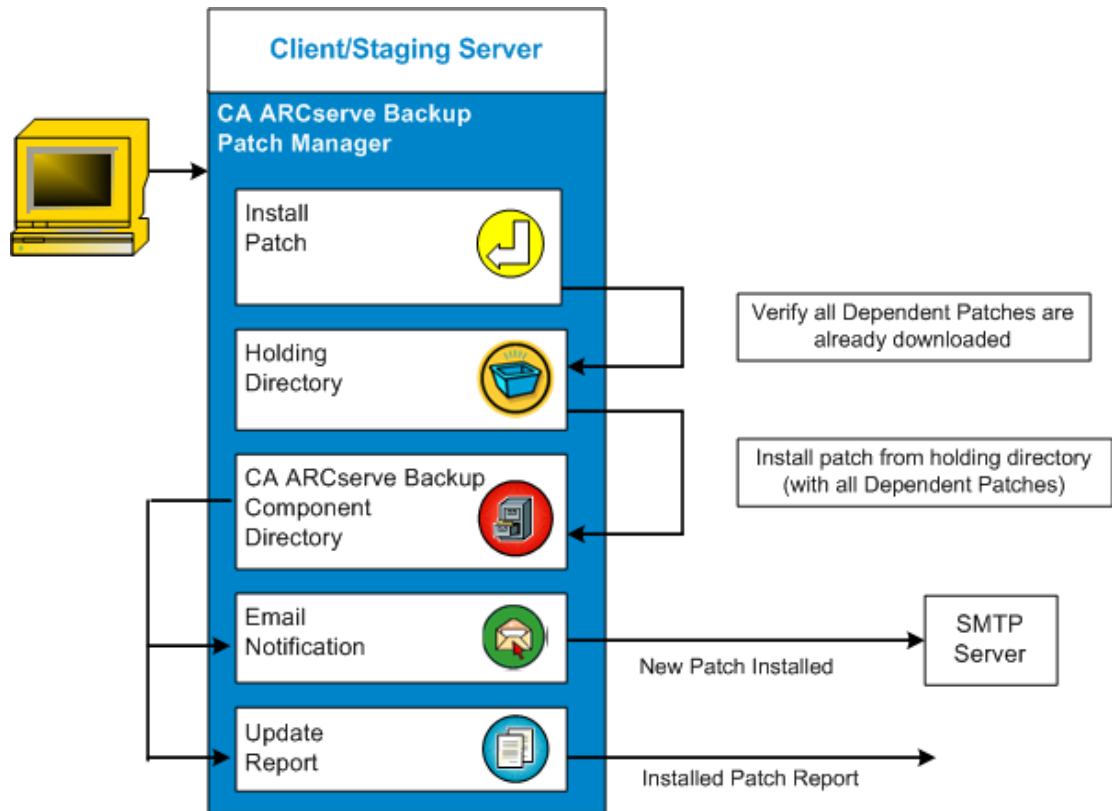 Client/Staging Server
CA ARCserve Backup
Patch Manager
Install
Patch
Verify all Dependent Patches are
already downloaded
Holding
Directory
Install patch from holding directory
(with all Dependent Patches)
CA ARCserve Backup
Component
Directory
Email
Notification
New Patch Installed
SMTP
Server
Update
Report
Installed Patch Report